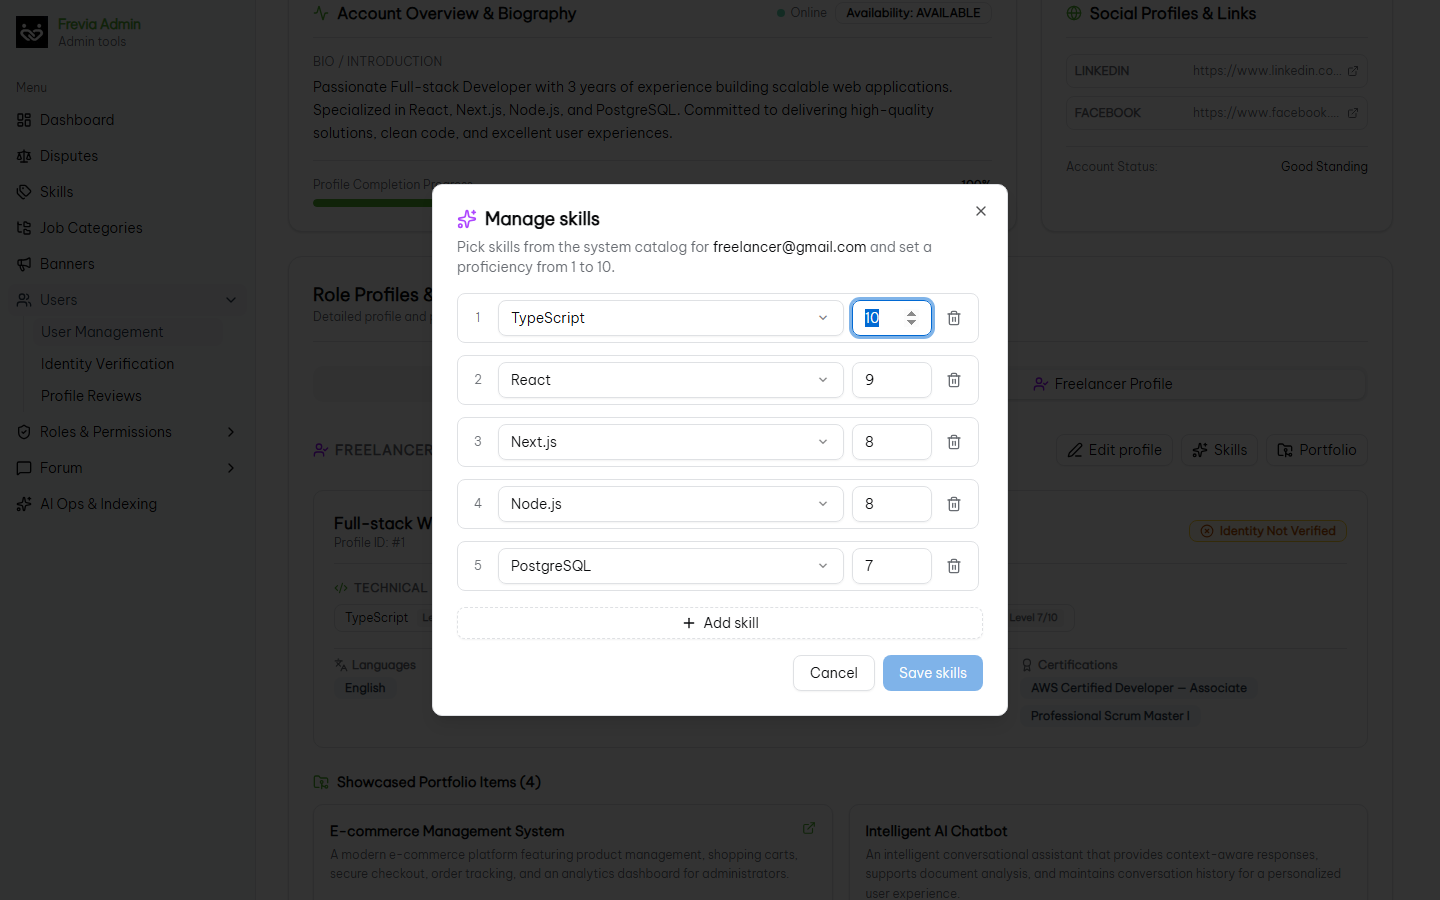 Frevia Admin
Admin tools
Menu
Dashboard
Disputes
Skills
Job Categories
Banners
Users
User Management
Identity Verification
Profile Reviews
Roles & Permissions
Forum
AI Ops & Indexing
Account Overview & Biography
Online
Availability: AVAILABLE
BIO / INTRODUCTION
Passionate Full-stack Developer with 3 years of experience building scalable web applications.
Specialized in React, Next.js, Node.js, and PostgreSQL. Committed to delivering high-quality
solutions, clean code, and excellent user experiences.
Profile Completion Progress
100%
Social Profiles & Links
LINKEDIN
https://www.linkedin.co...
FACEBOOK
https://www.facebook....
Account Status:
Good Standing
Role Profiles &
Detailed profile and
Freelancer Profile
FREELANCER
Edit profile
Skills
Portfolio
Full-stack W
Profile ID: #1
Identity Not Verified
TECHNICAL
TypeScript
Level 7/10
Languages
English
Certifications
AWS Certified Developer – Associate
Professional Scrum Master I
Showcased Portfolio Items (4)
E-commerce Management System
A modern e-commerce platform featuring product management, shopping carts,
secure checkout, order tracking, and an analytics dashboard for administrators.
Intelligent AI Chatbot
An intelligent conversational assistant that provides context-aware responses,
supports document analysis, and maintains conversation history for a personalized
user experience.
Manage skills
Pick skills from the system catalog for freelancer@gmail.com and set a
proficiency from 1 to 10.
1 TypeScript 10
2 React 9
3 Next.js 8
4 Node.js 8
5 PostgreSQL 7
Add skill
Cancel
Save skills